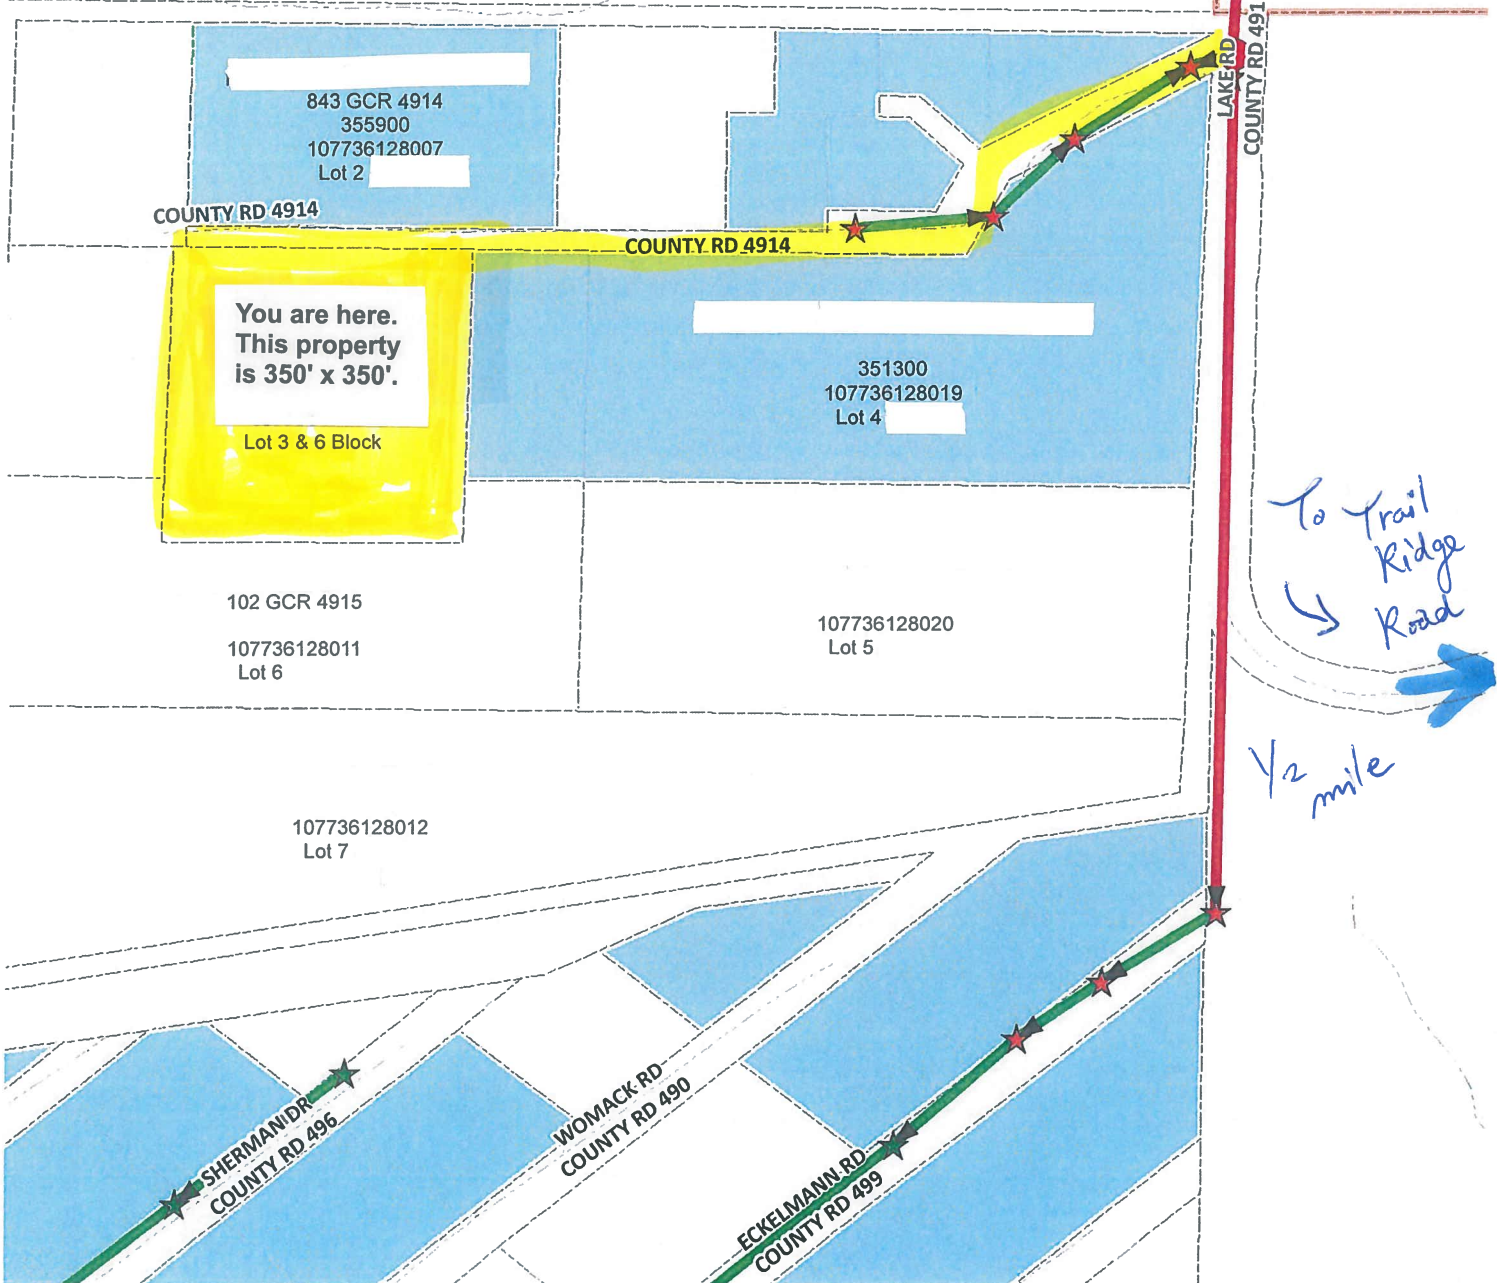 843 GCR 4914
355900
107736128007
Lot 2
COUNTY RD 4914
COUNTY RD 4914
LAKE RD
COUNTY RD 491
You are here.
This property
is 350' x 350'.
Lot 3 & 6 Block
351300
107736128019
Lot 4
To Trail
Ridge
Road
102 GCR 4915
107736128011
Lot 6
107736128020
Lot 5
1/2
mile
107736128012
Lot 7
SHERMAN DR
COUNTY RD 496
WOMACK RD
COUNTY RD 490
ECKELMANN RD
COUNTY RD 499